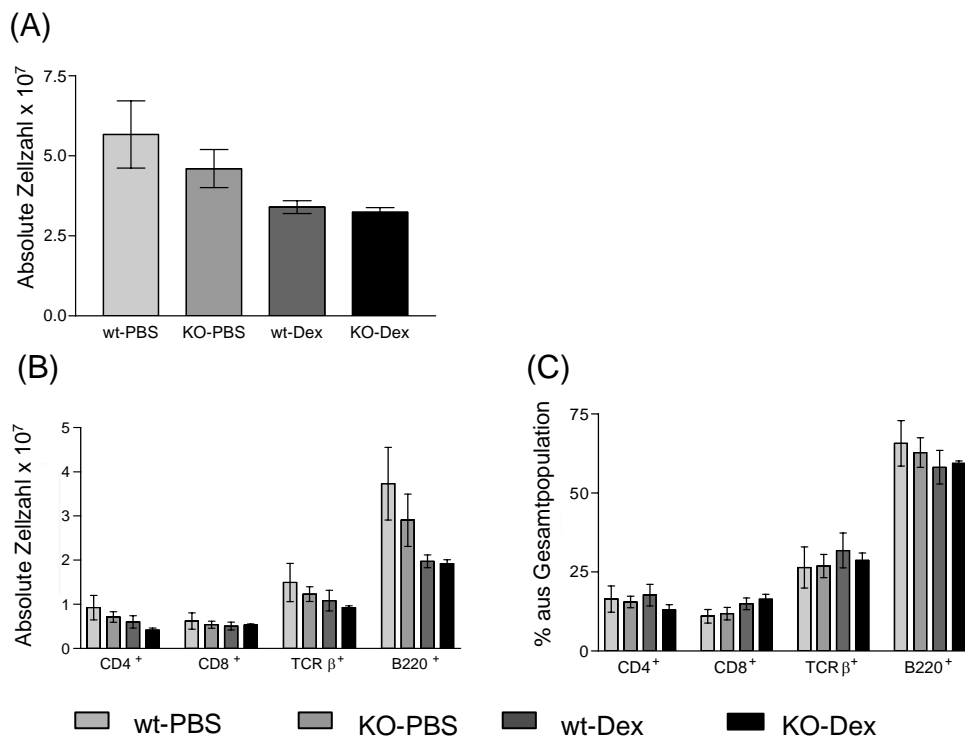 (A)
Absolute Zellzahl x 10⁷
7.5
5.0
2.5
0.0
wt-PBS KO-PBS wt-Dex KO-Dex
(B)
Absolute Zellzahl x 10⁷
5
4
3
2
1
0
CD4⁺ CD8⁺ TCR β⁺ B220⁺
(C)
% aus Gesamtpopulation
75
50
25
0
CD4⁺ CD8⁺ TCR β⁺ B220⁺
wt-PBS KO-PBS wt-Dex KO-Dex